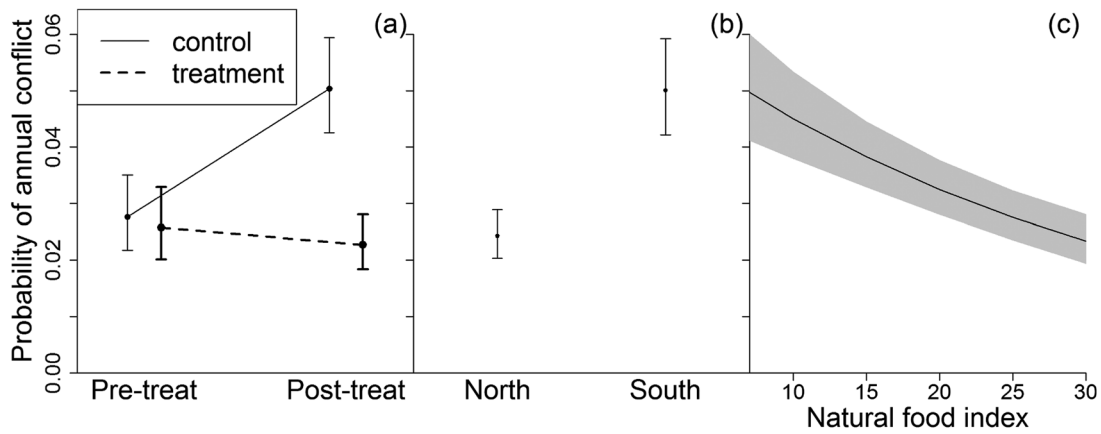 (a)
(b)
(c)
control
treatment
Probability of annual conflict
0.06
0.04
0.02
0.00
Pre-treat
Post-treat
North
South
10
15
20
25
30
Natural food index